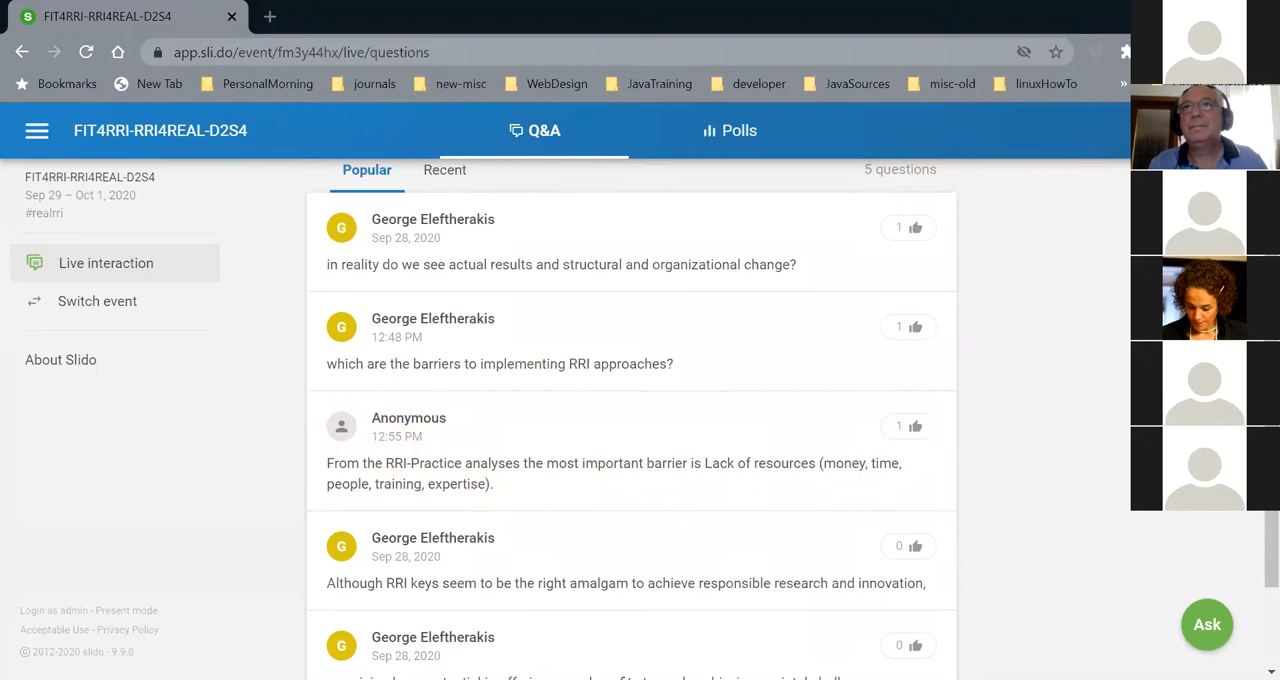 FIT4RRI-RRI4REAL-D2S4
app.sli.do/event/fm3y44hx/live/questions
Bookmarks New Tab PersonalMorning journals new-misc WebDesign JavaTraining developer JavaSources misc-old linuxHowTo »
FIT4RRI-RRI4REAL-D2S4 Q&A Polls
FIT4RRI-RRI4REAL-D2S4
Sep 29 – Oct 1, 2020
#realrri
Live interaction
Switch event
About Slido
Login as admin - Present mode
Acceptable Use - Privacy Policy
© 2012-2020 slido - 9.9.0
Popular Recent 5 questions
G George Eleftherakis 1
Sep 28, 2020
in reality do we see actual results and structural and organizational change?
G George Eleftherakis 1
12:48 PM
which are the barriers to implementing RRI approaches?
Anonymous 1
12:55 PM
From the RRI-Practice analyses the most important barrier is Lack of resources (money, time,
people, training, expertise).
G George Eleftherakis 0
Sep 28, 2020
Although RRI keys seem to be the right amalgam to achieve responsible research and innovation,
G George Eleftherakis 0
Sep 28, 2020
Ask